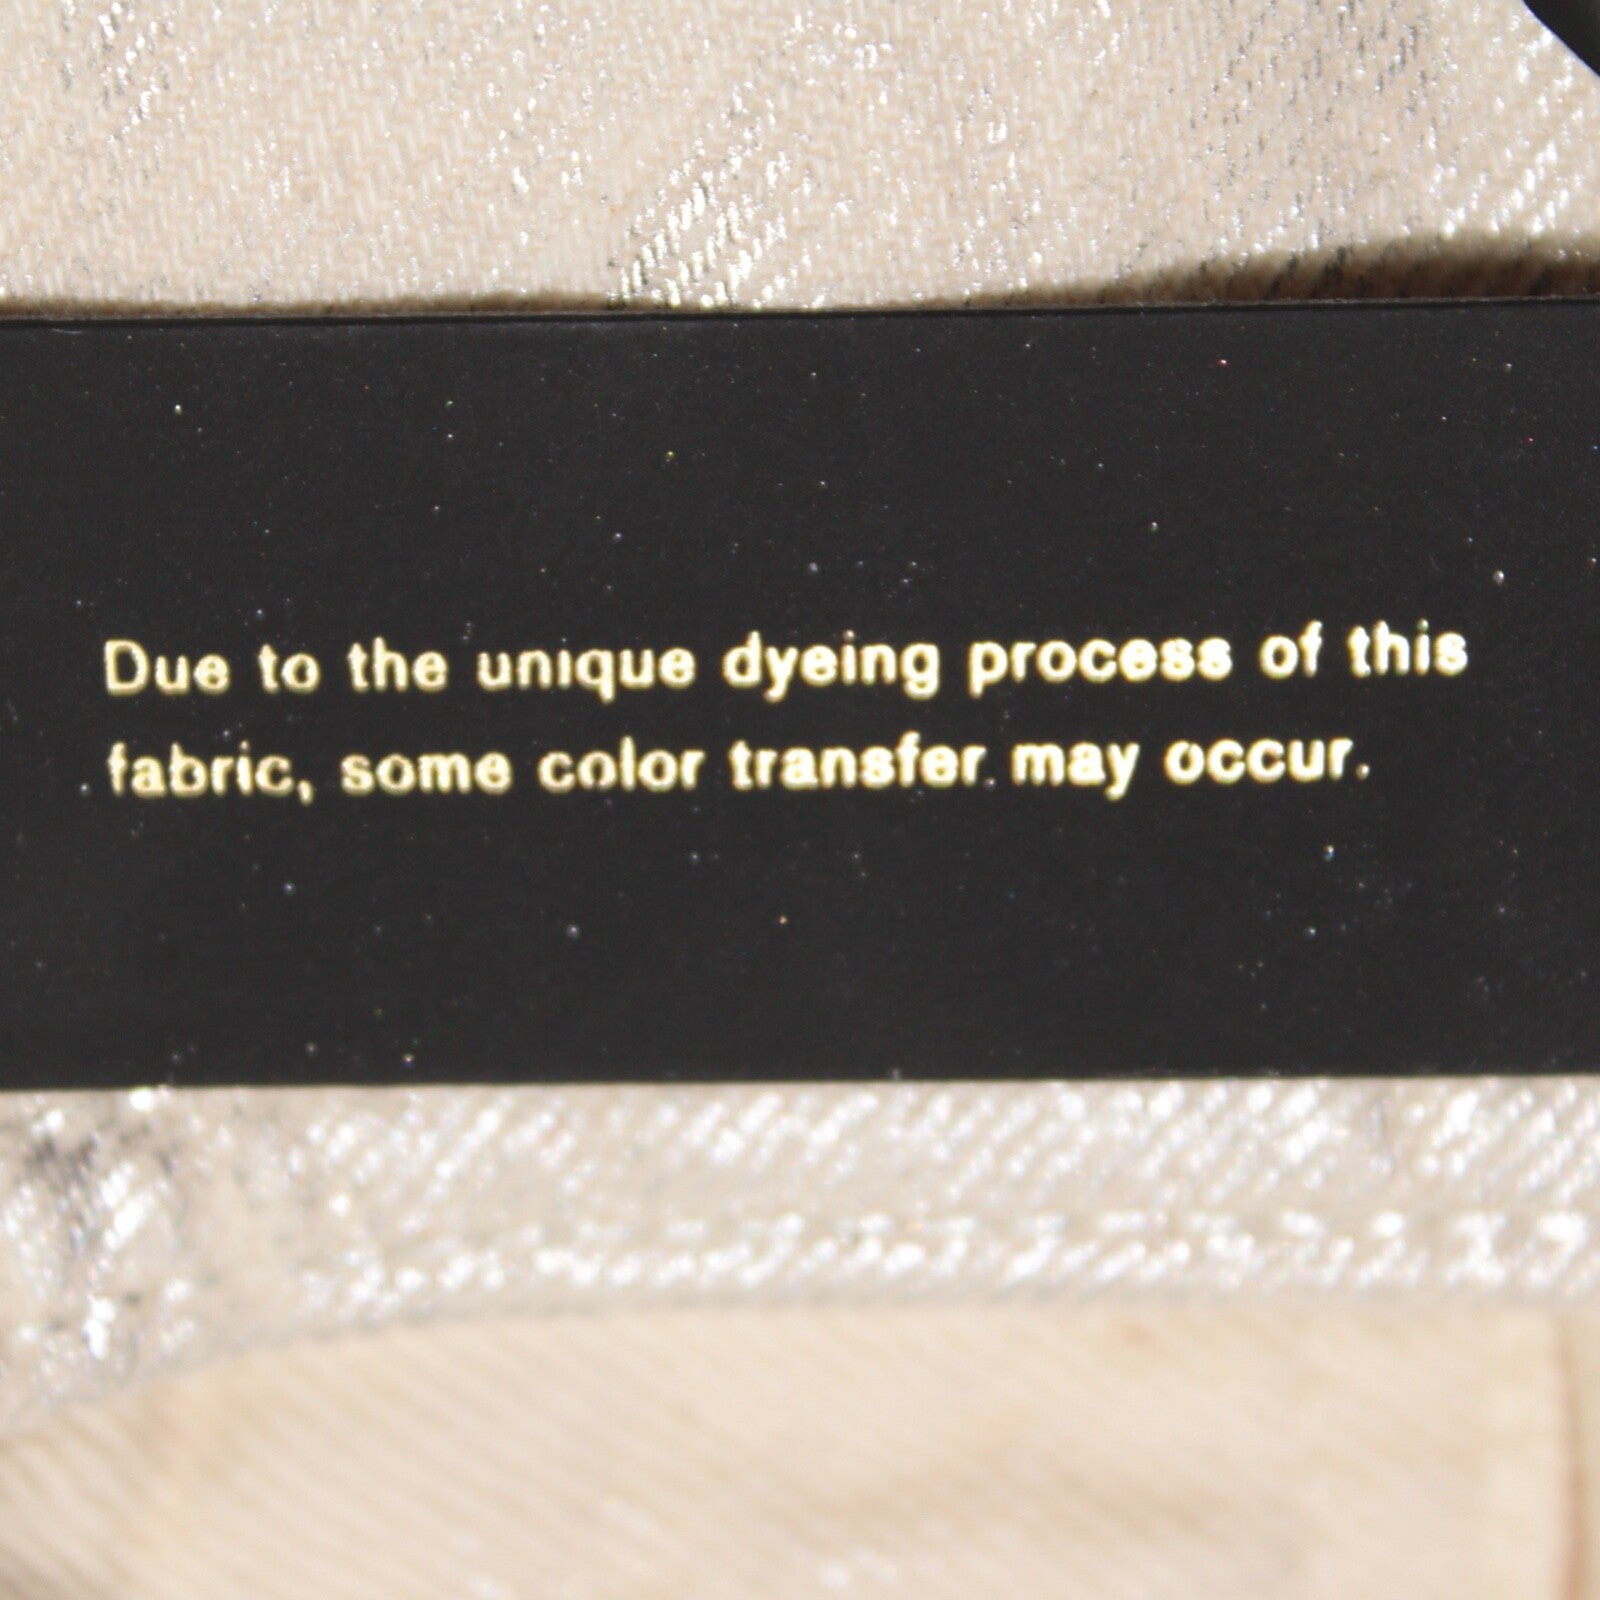 Due to the unique dyeing process of this
fabric, some color transfer may occur.